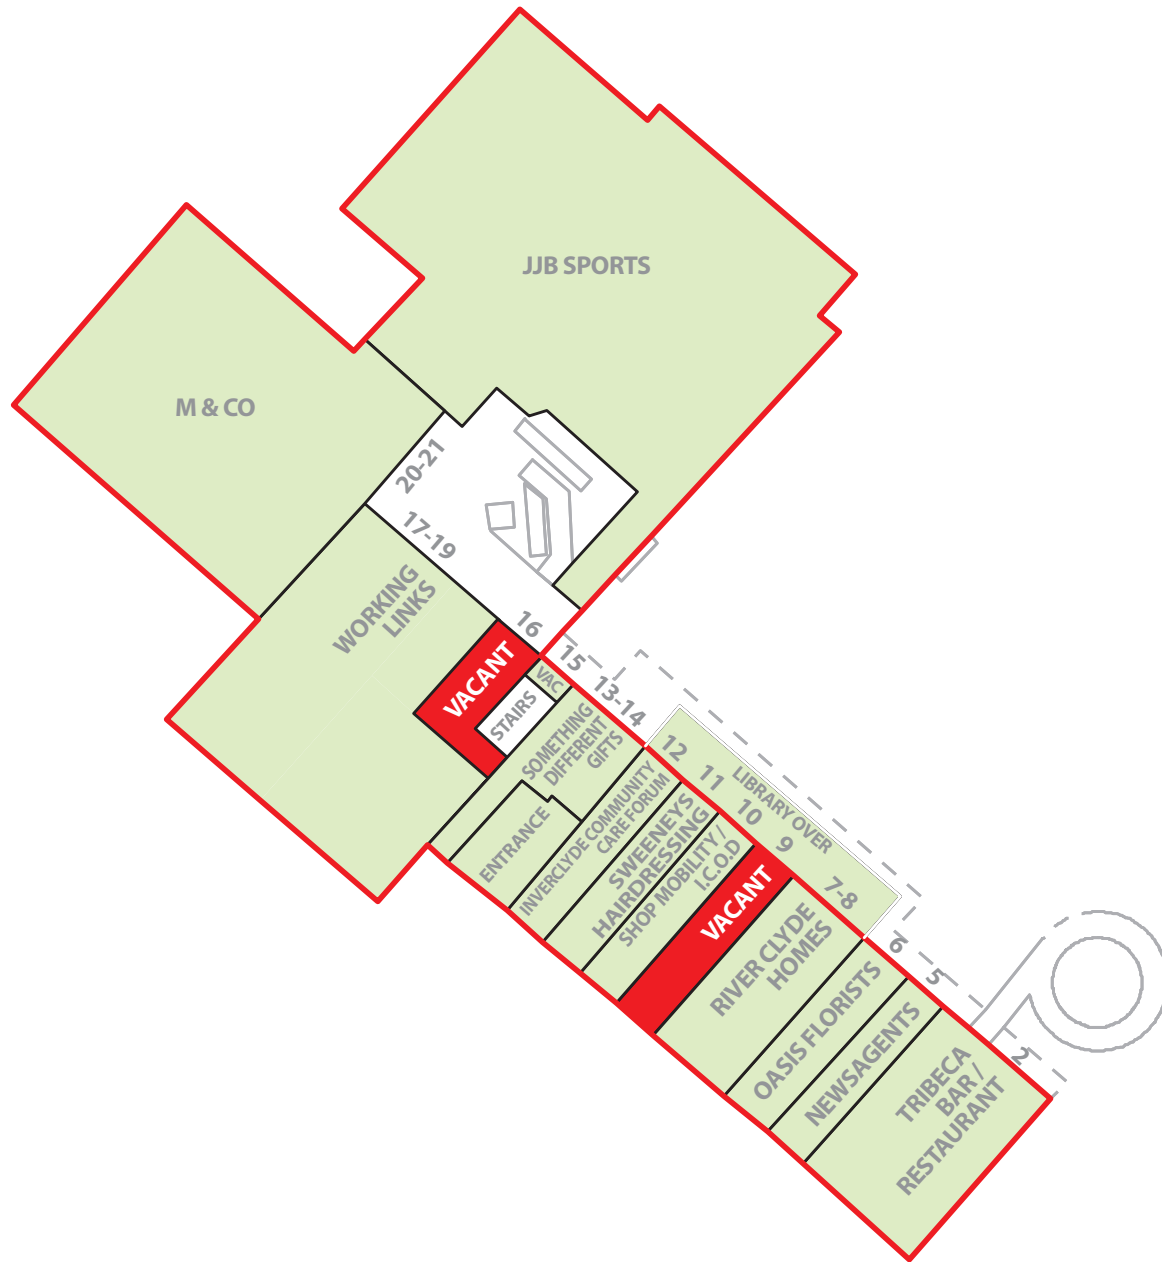 JJB SPORTS
M & CO
20-21
17-19
WORKING
LINKS
16
VACANT
15
VAC
STAIRS
13-14
SOMETHING
DIFFERENT
GIFTS
ENTRANCE
12
INVERCLYDE COMMUNITY
CARE FORUM
11
SWEENEYS
HAIRDRESSING
10
SHOP MOBILITY /
I.C.O.D
LIBRARY OVER
9
VACANT
7-8
RIVER CLYDE
HOMES
6
OASIS FLORISTS
5
NEWSAGENTS
2
TRIBECA
BAR /
RESTAURANT